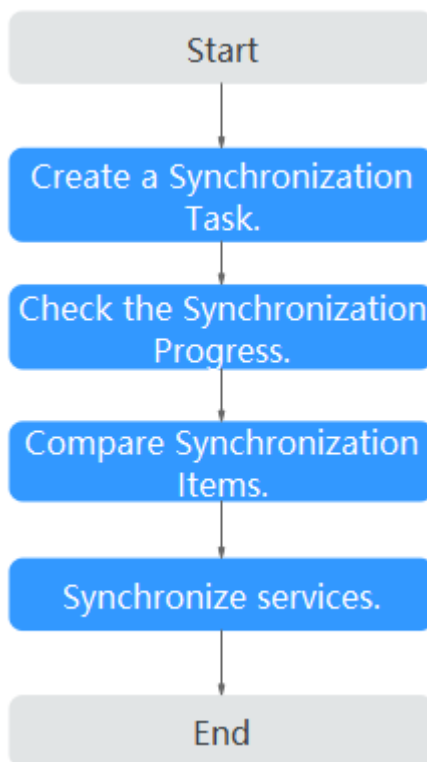 Start
Create a Synchronization
Task.
Check the Synchronization
Progress.
Compare Synchronization
Items.
Synchronize services.
End